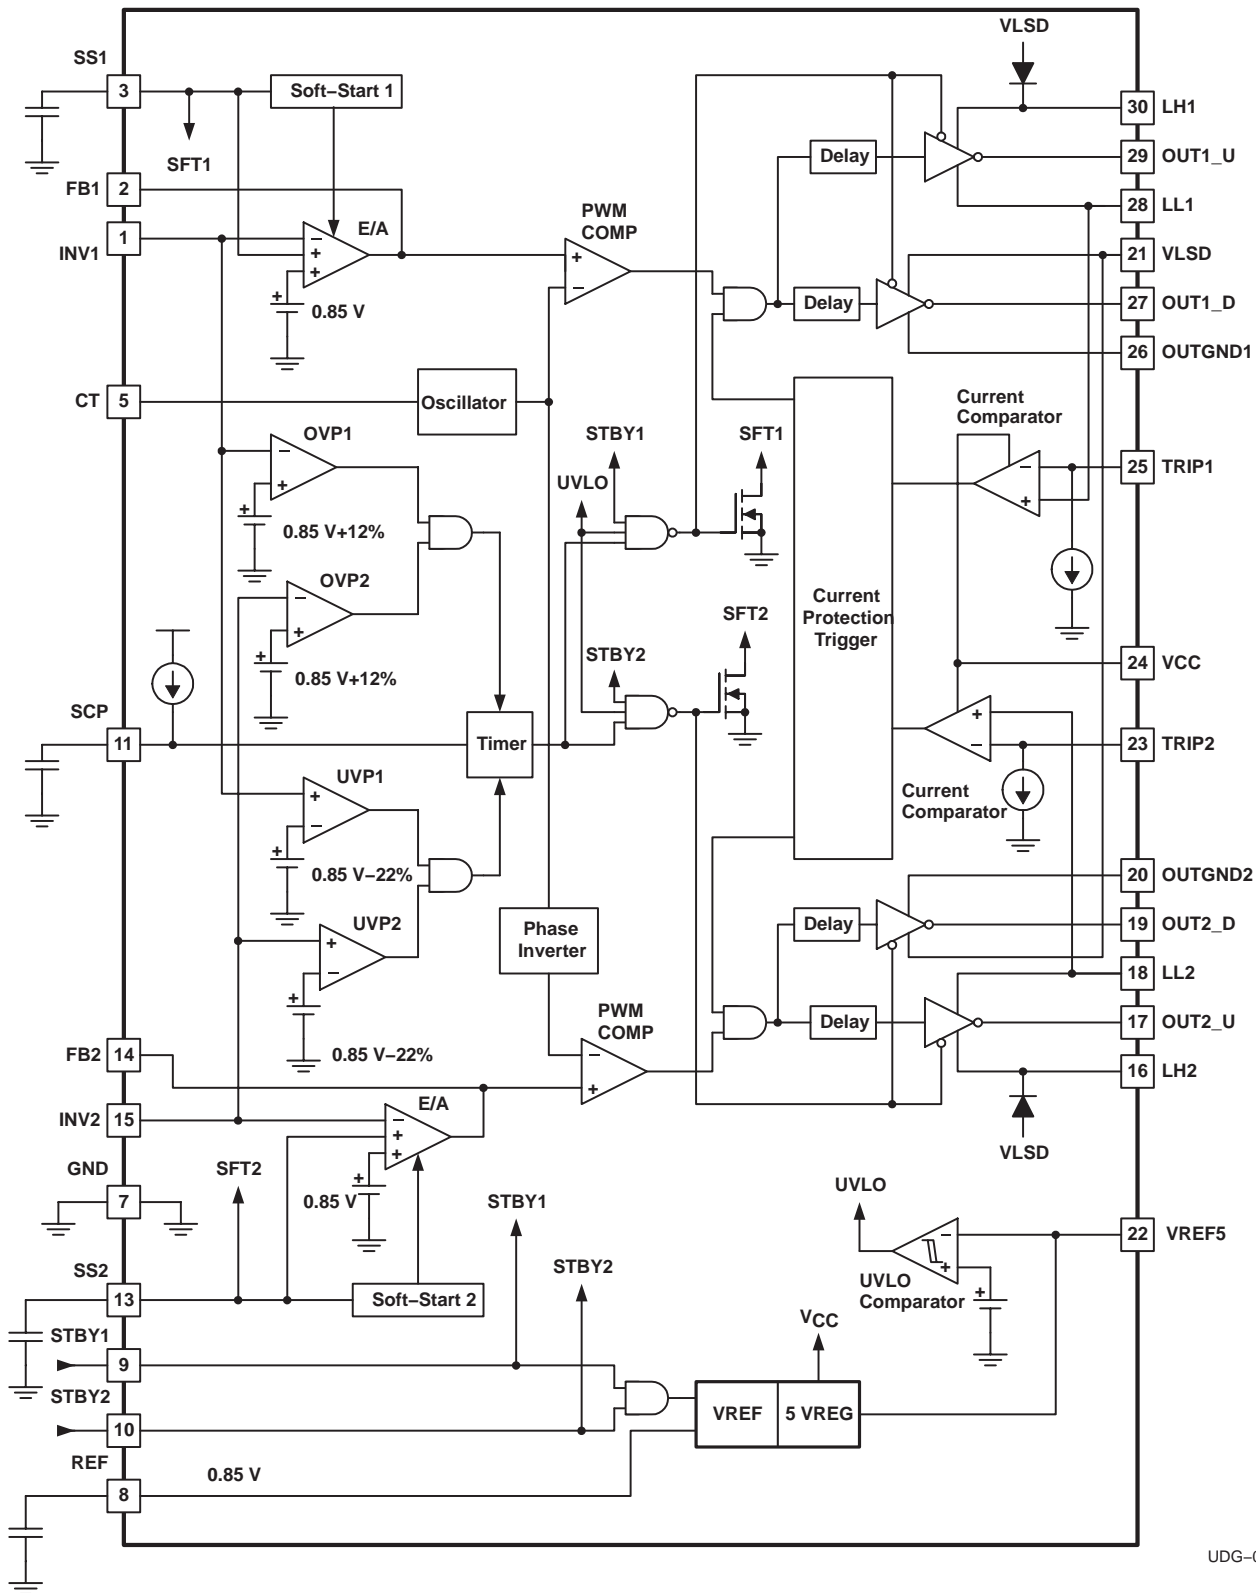 VLSD
SS1
3
Soft–Start 1
30
LH1
SFT1
Delay
29
OUT1_U
FB1
2
28
LL1
PWM
COMP
E/A
1
INV1
21
VLSD
0.85 V
Delay
27
OUT1_D
26
OUTGND1
CT
5
Oscillator
Current
Comparator
OVP1
STBY1
SFT1
25
TRIP1
UVLO
0.85 V+12%
OVP2
Current
Protection
Trigger
SFT2
STBY2
24
VCC
0.85 V+12%
SCP
11
Timer
23
TRIP2
UVP1
Current
Comparator
0.85 V–22%
20
OUTGND2
UVP2
Phase
Inverter
Delay
19
OUT2_D
18
LL2
PWM
COMP
Delay
17
OUT2_U
FB2
14
0.85 V–22%
16
LH2
E/A
INV2
15
VLSD
GND
7
SFT2
0.85 V
STBY1
UVLO
22
VREF5
SS2
13
Soft–Start 2
STBY2
UVLO
Comparator
STBY1
9
VCC
STBY2
10
VREF
5 VREG
REF
8
0.85 V